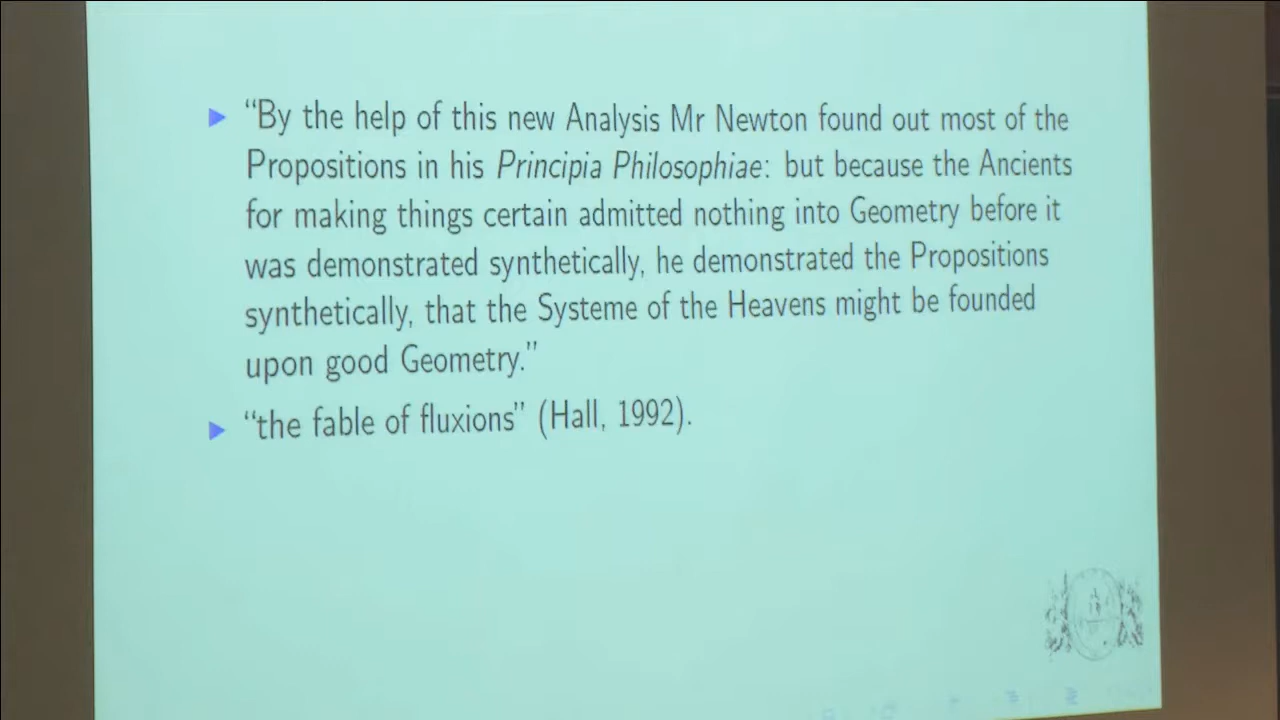 “By the help of this new Analysis Mr Newton found out most of the
Propositions in his Principia Philosophiae: but because the Ancients
for making things certain admitted nothing into Geometry before it
was demonstrated synthetically, he demonstrated the Propositions
synthetically, that the Systeme of the Heavens might be founded
upon good Geometry.”
“the fable of fluxions” (Hall, 1992).